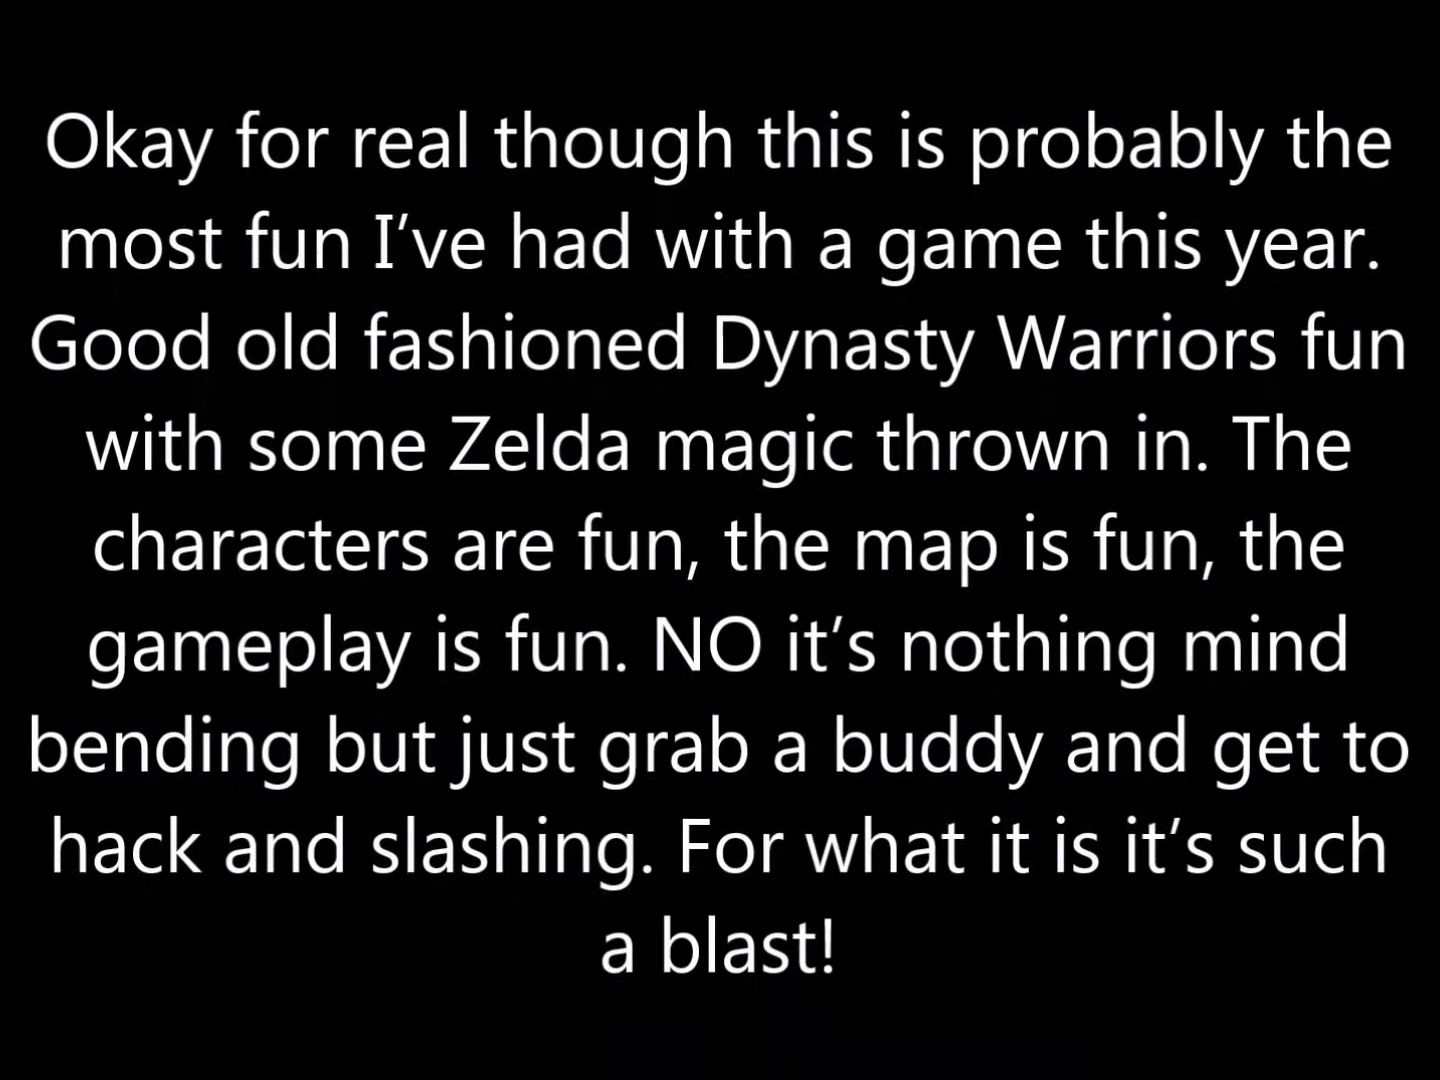 Okay for real though this is probably the
most fun I’ve had with a game this year.
Good old fashioned Dynasty Warriors fun
with some Zelda magic thrown in. The
characters are fun, the map is fun, the
gameplay is fun. NO it’s nothing mind
bending but just grab a buddy and get to
hack and slashing. For what it is it’s such
a blast!